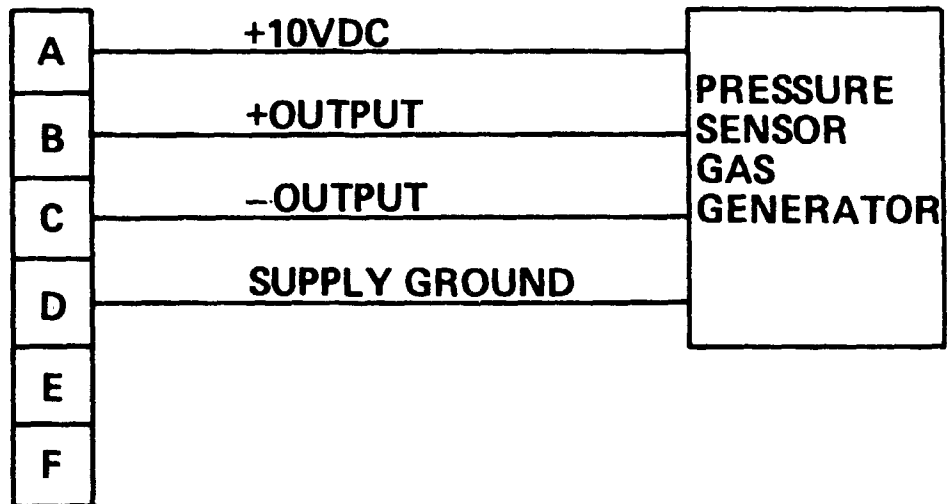 A
+10VDC
B
+OUTPUT
C
-OUTPUT
D
SUPPLY GROUND
E
F
PRESSURE
SENSOR
GAS
GENERATOR